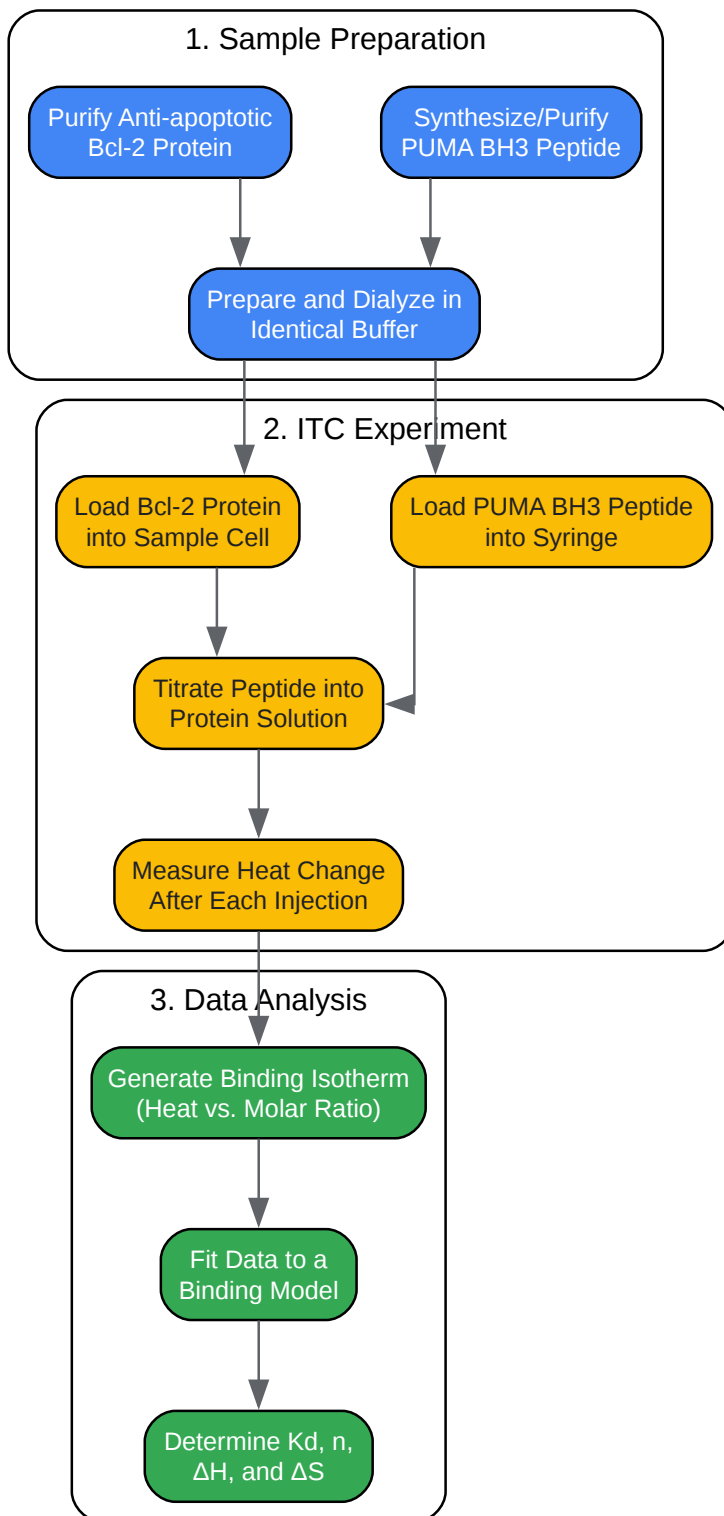 1. Sample Preparation
Purify Anti-apoptotic
Bcl-2 Protein
Synthesize/Purify
PUMA BH3 Peptide
Prepare and Dialyze in
Identical Buffer
2. ITC Experiment
Load Bcl-2 Protein
into Sample Cell
Load PUMA BH3 Peptide
into Syringe
Titrate Peptide into
Protein Solution
Measure Heat Change
After Each Injection
3. Data Analysis
Generate Binding Isotherm
(Heat vs. Molar Ratio)
Fit Data to a
Binding Model
Determine Kd, n,
ΔH, and ΔS